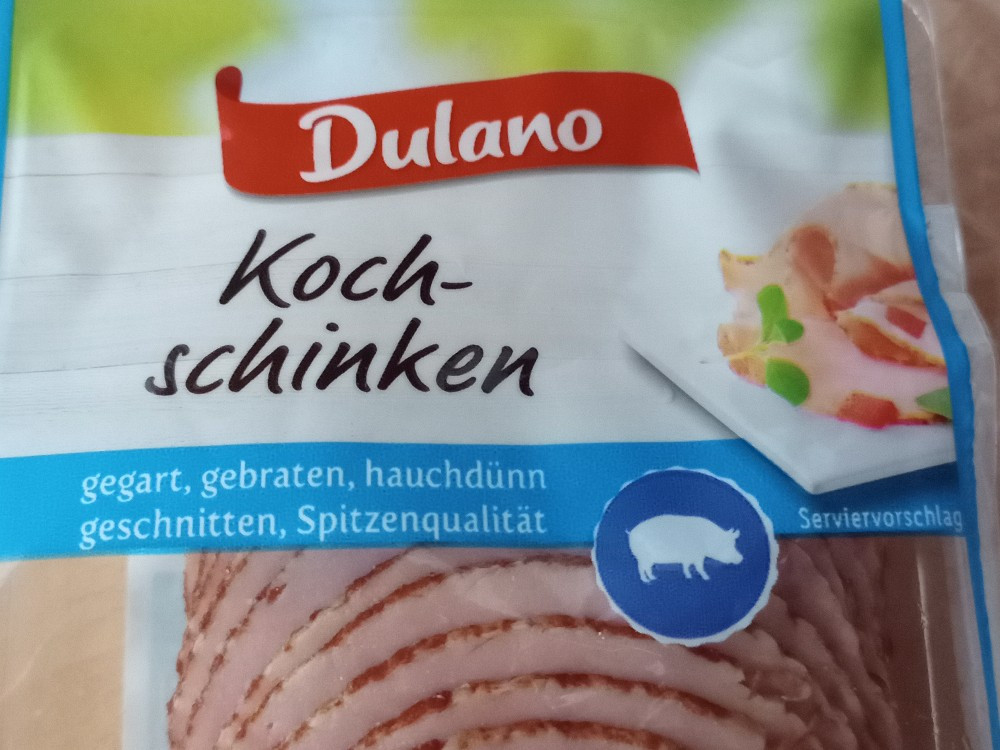 Dulano
Koch-
schinken
gegart, gebraten, hauchdünn
geschnitten, Spitzenqualität
Serviervorschlag